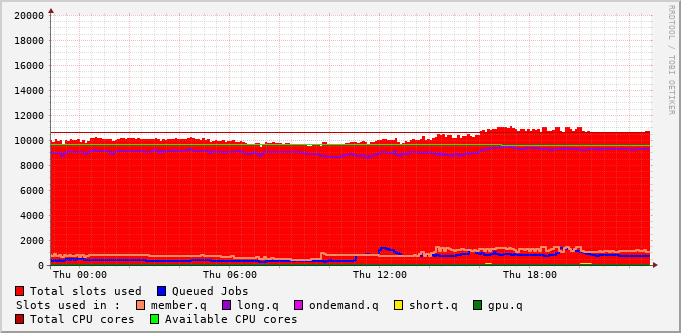 RRDTOOL / TOBI OETIKER
20000
18000
16000
14000
12000
10000
8000
6000
4000
2000
0
Thu 00:00 Thu 06:00 Thu 12:00 Thu 18:00
Total slots used Queued Jobs
Slots used in : member.q long.q ondemand.q short.q gpu.q
Total CPU cores Available CPU cores